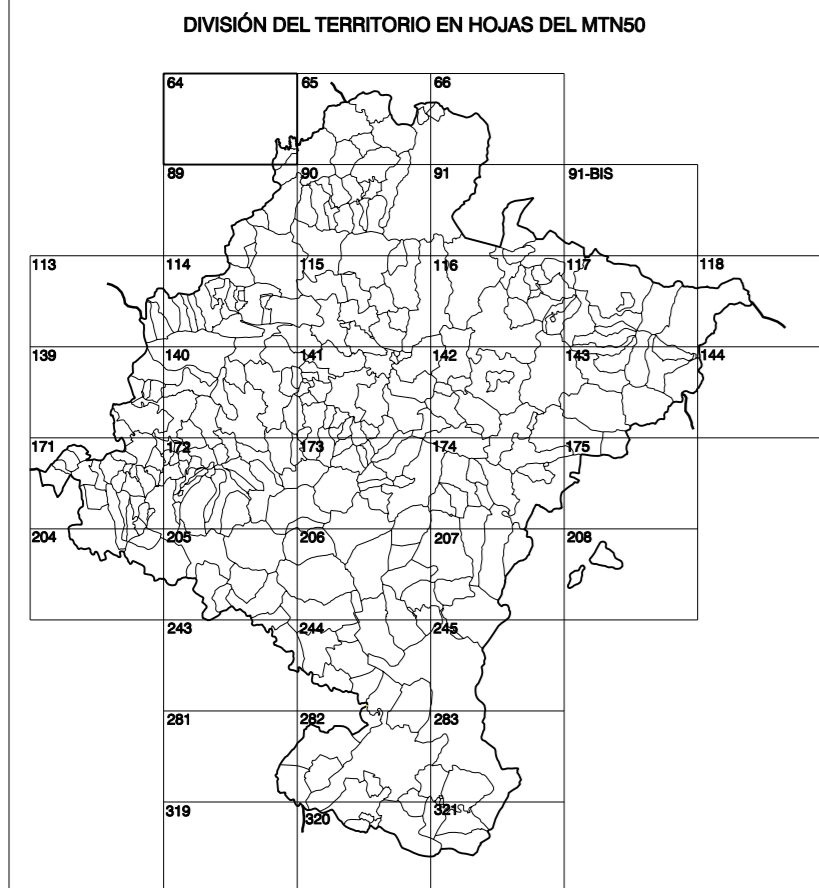 DIVISIÓN DEL TERRITORIO EN HOJAS DEL MTN50
64 65 66
89 90 91 91-BIS
113 114 115 116 117 118
139 140 141 142 143 144
171 172 173 174 175
204 205 206 207 208
243 244 245
281 282 283
319 320 321